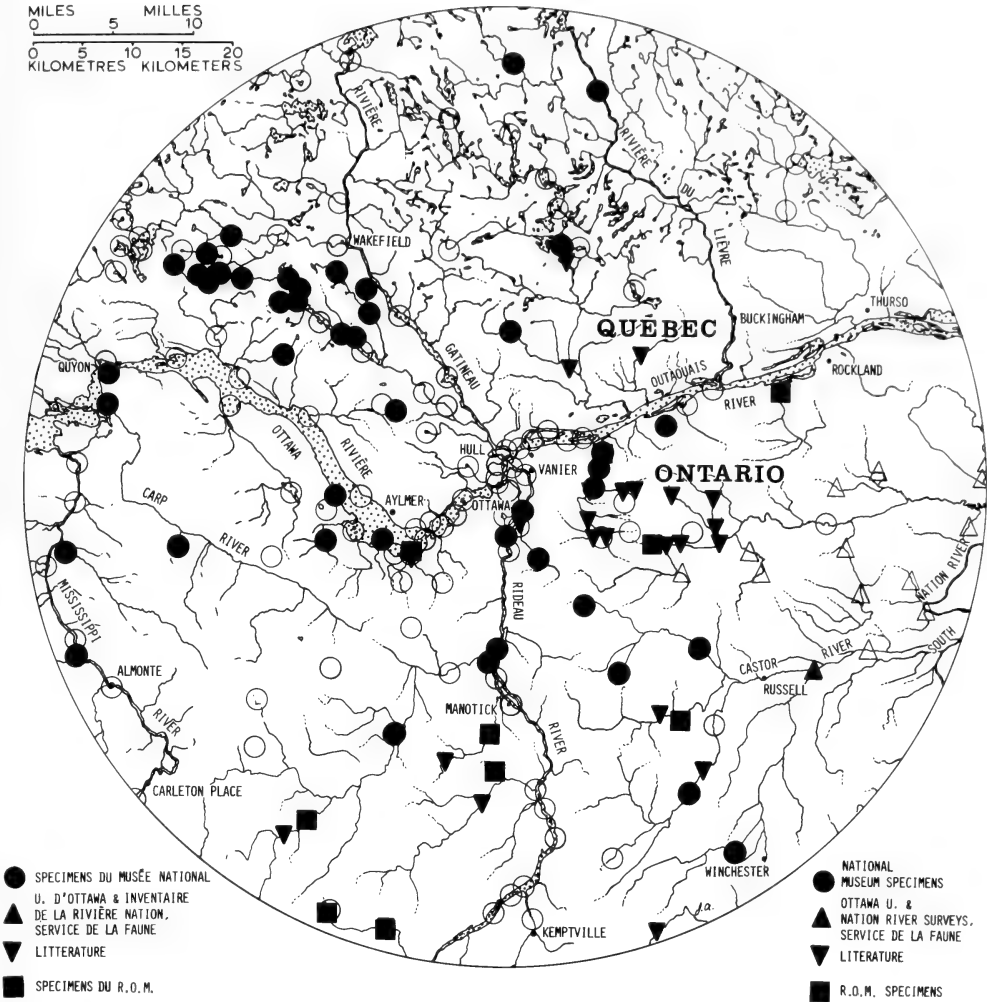 MILES MILLES
0 5 10
0 5 10 15 20
KILOMETRES KILOMETERS
RIVIÈRE
RIVIÈRE
DU
LIÈVRE
WAKEFIELD
THURSO
BUCKINGHAM
QUÉBEC
QUYON
GATINEAU
ROCKLAND
OUTAOUAIS
RIVER
OTTAWA
RIVIÈRE
HULL
VANIER
ONTARIO
CARP
RIVER
AYLMER
OTTAWA
NATION RIVER
SOUTH
MISSISSIPPI
RIVER
RIDEAU
RIVER
ALMONTE
CASTOR
RIVER
RUSSELL
MANOTICK
CARLETON PLACE
WINCHESTER
j.a.
KEMPTVILLE
SPECIMENS DU MUSÉE NATIONAL
U. D'OTTAWA & INVENTAIRE
DE LA RIVIÈRE NATION,
SERVICE DE LA FAUNE
LITTERATURE
SPECIMENS DU R.O.M.
NATIONAL
MUSEUM SPECIMENS
OTTAWA U. &
NATION RIVER SURVEYS,
SERVICE DE LA FAUNE
LITERATURE
R.O.M. SPECIMENS